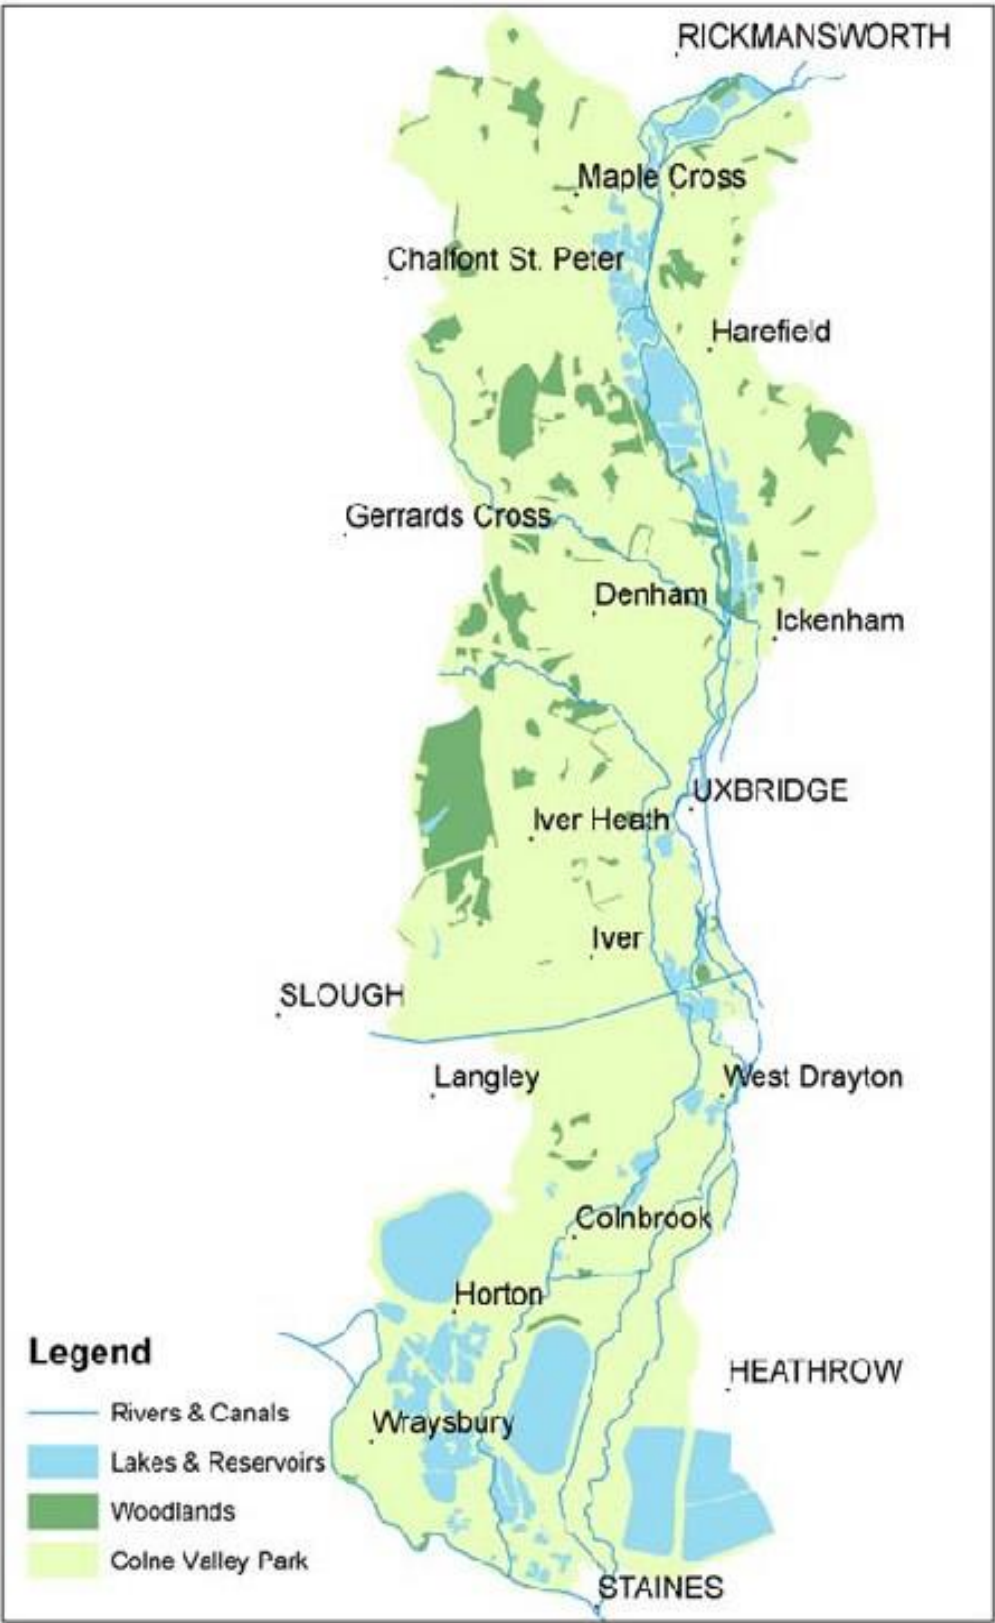 RICKMANSWORTH
Maple Cross
Chalfont St. Peter
Harefield
Gerrards Cross
Denham
Ickenham
UXBRIDGE
Iver Heath
Iver
SLOUGH
Langley
West Drayton
Colnbrook
Horton
Legend
HEATHROW
Rivers & Canals
Wraysbury
Lakes & Reservoirs
Woodlands
Colne Valley Park
STAINES